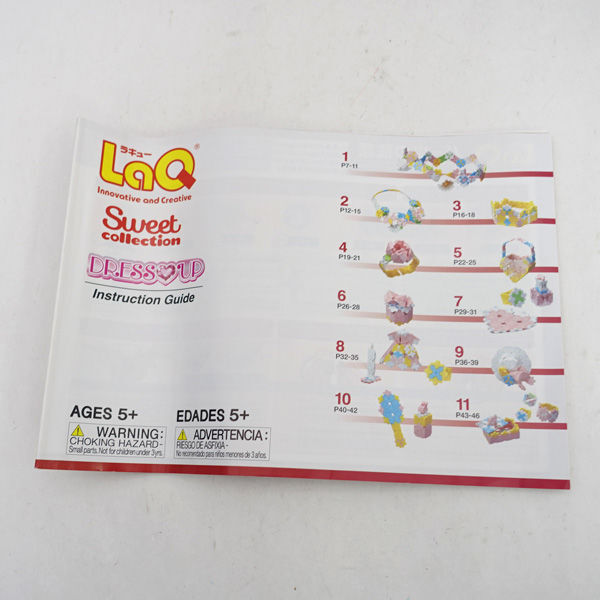 ラキュー
LaQ®
Innovative and Creative
Sweet
collection
DRESS UP
Instruction Guide
1
P7-11
2
P12-15
3
P16-18
4
P19-21
5
P22-25
6
P26-28
7
P29-31
8
P32-35
9
P36-39
10
P40-42
11
P43-46
AGES 5+
EDADES 5+
WARNING:
CHOKING HAZARD-
Small parts. Not for children under 3yrs.
ADVERTENCIA:
RIESGO DE ASFIXIA -
No recomendado para niños menores de 3 años.